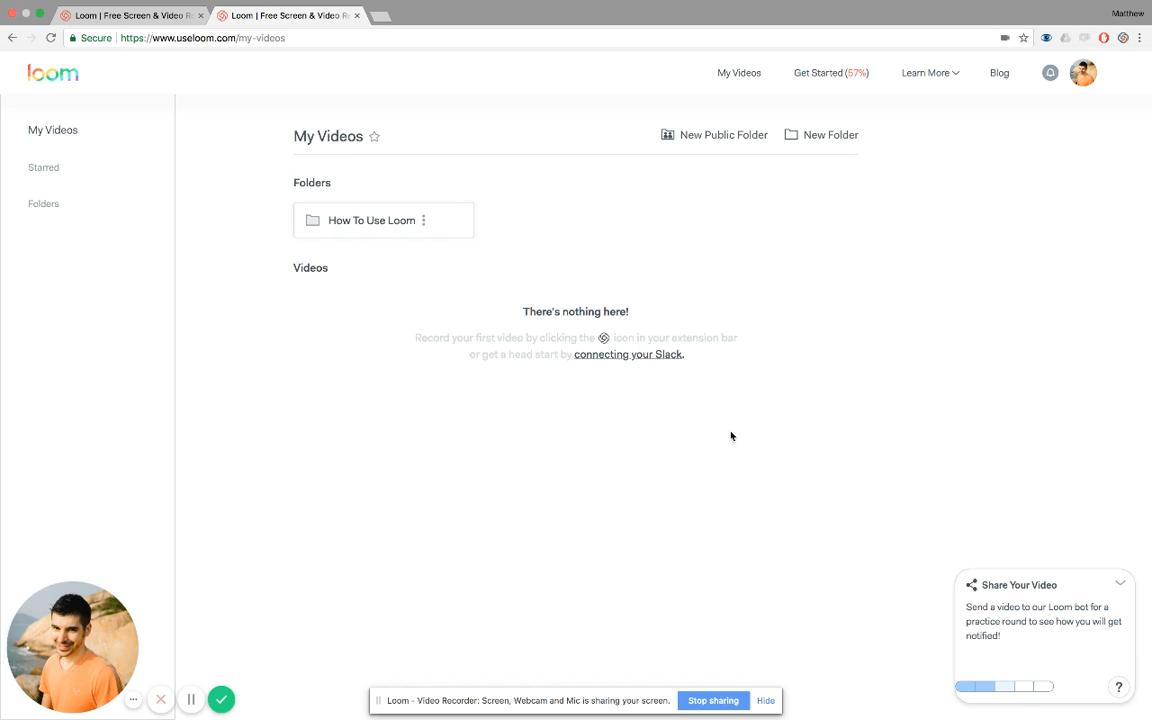 Loom | Free Screen & Video Re
Loom | Free Screen & Video Re
Matthew
Secure
https://www.useloom.com/my-videos
loom
My Videos
Get Started (57%)
Learn More
Blog
My Videos
Starred
Folders
My Videos
New Public Folder
New Folder
Folders
How To Use Loom
Videos
There's nothing here!
Record your first video by clicking the icon in your extension bar
or get a head start by connecting your Slack.
Share Your Video
Send a video to our Loom bot for a
practice round to see how you will get
notified!
?
Loom - Video Recorder: Screen, Webcam and Mic is sharing your screen.
Stop sharing
Hide